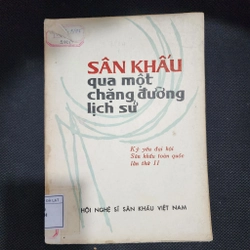 SÂN KHẤU
qua một
chặng đường
lịch sử
Kỷ yếu đại hội
Sân khấu toàn quốc
lần thứ II
HỘI NGHỆ SĨ SÂN KHẤU VIỆT NAM